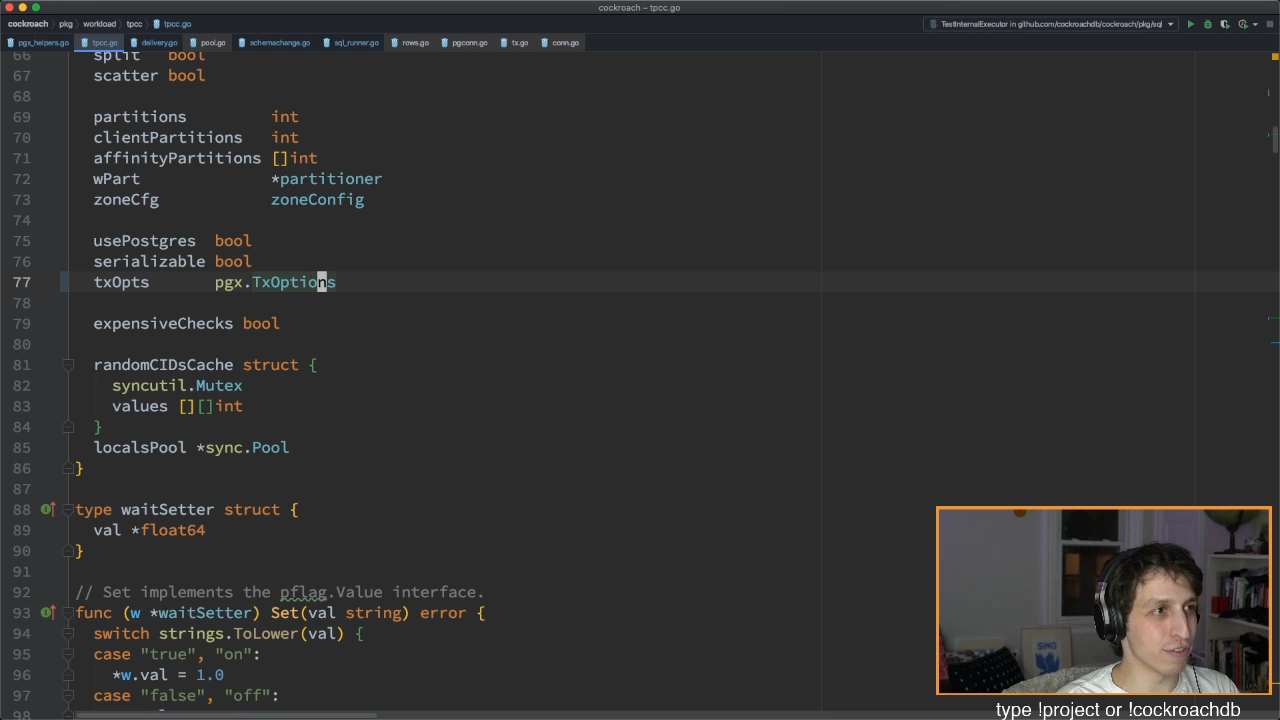 cockroach – tpcc.go
cockroach pkg workload tpcc tpcc.go
TestInternalExecutor in github.com/cockroachdb/cockroach/pkg/sql
pgx_helpers.go tpcc.go delivery.go pool.go schemachange.go sql_runner.go rows.go pgconn.go tx.go conn.go
66 split bool
67 scatter bool
68
69 partitions int
70 clientPartitions int
71 affinityPartitions []int
72 wPart *partitioner
73 zoneCfg zoneConfig
74
75 usePostgres bool
76 serializable bool
77 txOpts pgx.TxOptions
78
79 expensiveChecks bool
80
81 randomCIDsCache struct {
82 syncutil.Mutex
83 values [][]int
84 }
85 localsPool *sync.Pool
86 }
87
88 type waitSetter struct {
89 val *float64
90 }
91
92 // Set implements the pflag.Value interface.
93 func (w *waitSetter) Set(val string) error {
94 switch strings.ToLower(val) {
95 case "true", "on":
96 *w.val = 1.0
97 case "false", "off":
98
SING
type !project or !cockroachdb